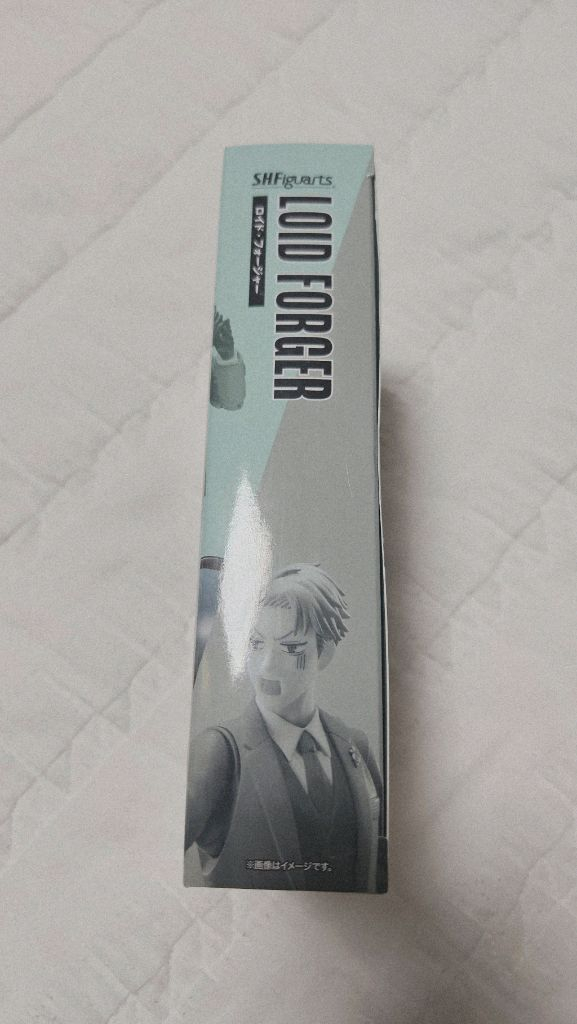 S.H.Figuarts
LOID FORGER
ロイド・フォージャー
※画像はイメージです。